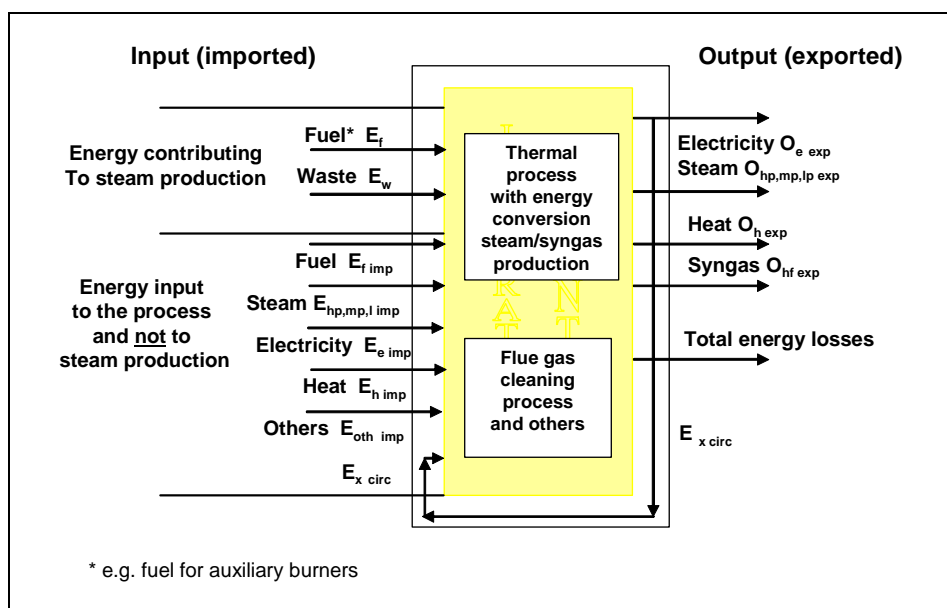 Input (imported)
Output (exported)
Energy contributing
To steam production
Fuel* E_f
Waste E_w
Energy input
to the process
and not to
steam production
Fuel E_f imp
Steam E_hp,mp,l imp
Electricity E_e imp
Heat E_h imp
Others E_oth imp
E_x circ
Thermal
process
with energy
conversion
steam/syngas
production
Flue gas
cleaning
process
and others
Electricity O_e exp
Steam O_hp,mp,lp exp
Heat O_h exp
Syngas O_hf exp
Total energy losses
E_x circ
* e.g. fuel for auxiliary burners